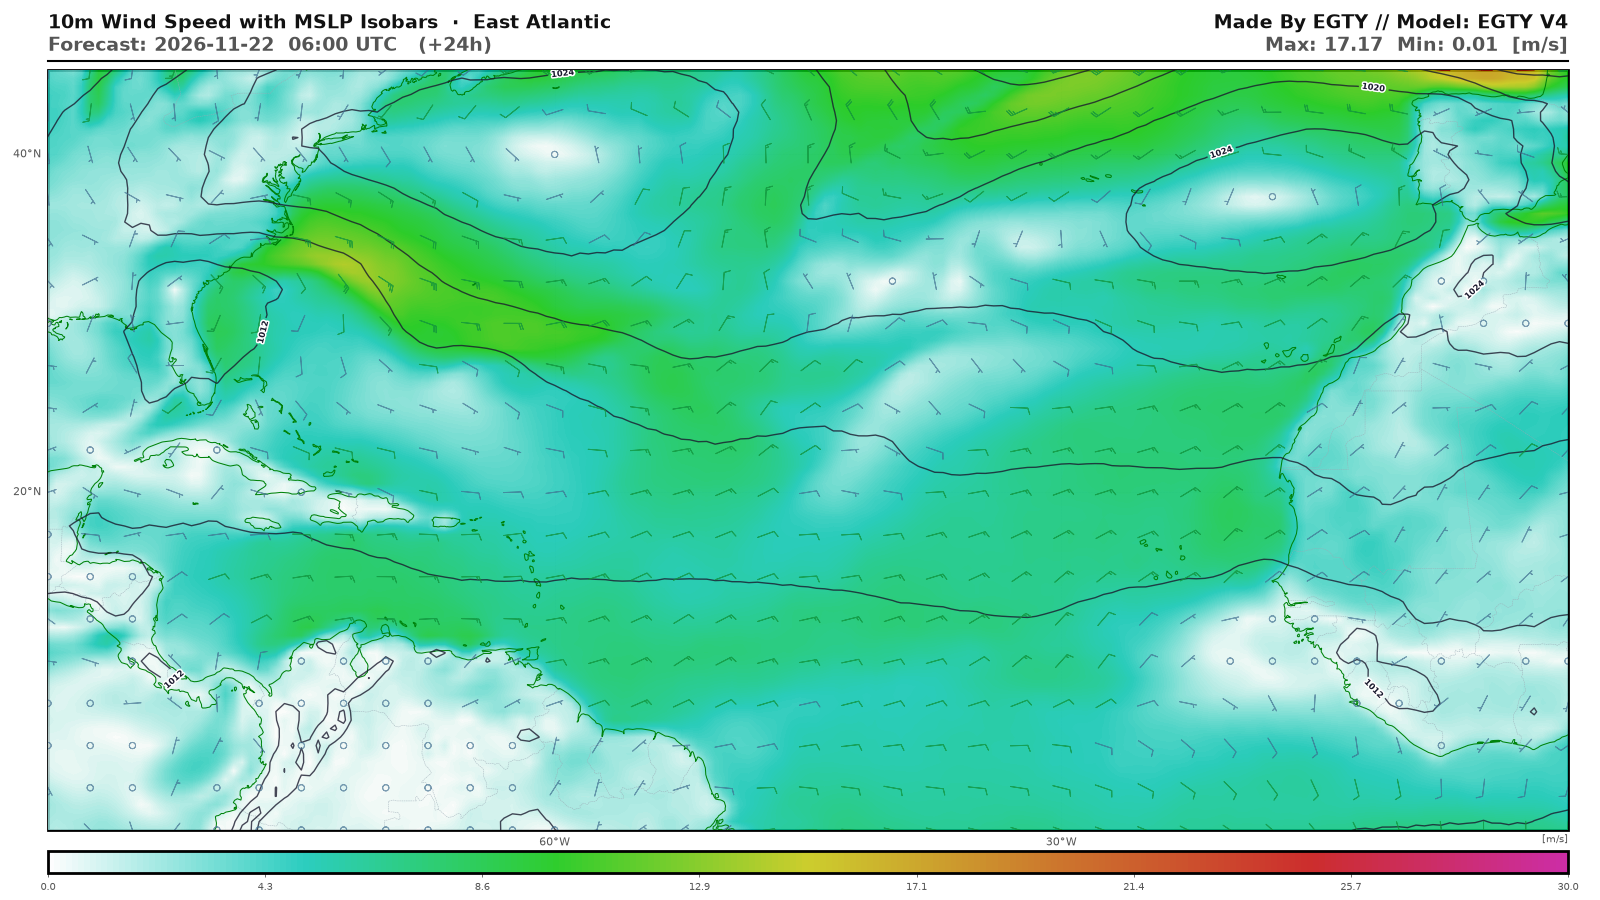 10m Wind Speed with MSLP Isobars · East Atlantic
Made By EGTY // Model: EGTY V4
Forecast: 2026-11-22 06:00 UTC (+24h)
Max: 17.17 Min: 0.01 [m/s]
1024
1020
40°N
1024
1024
1012
20°N
1012
1012
60°W
30°W
[m/s]
0.0
4.3
8.6
12.9
17.1
21.4
25.7
30.0